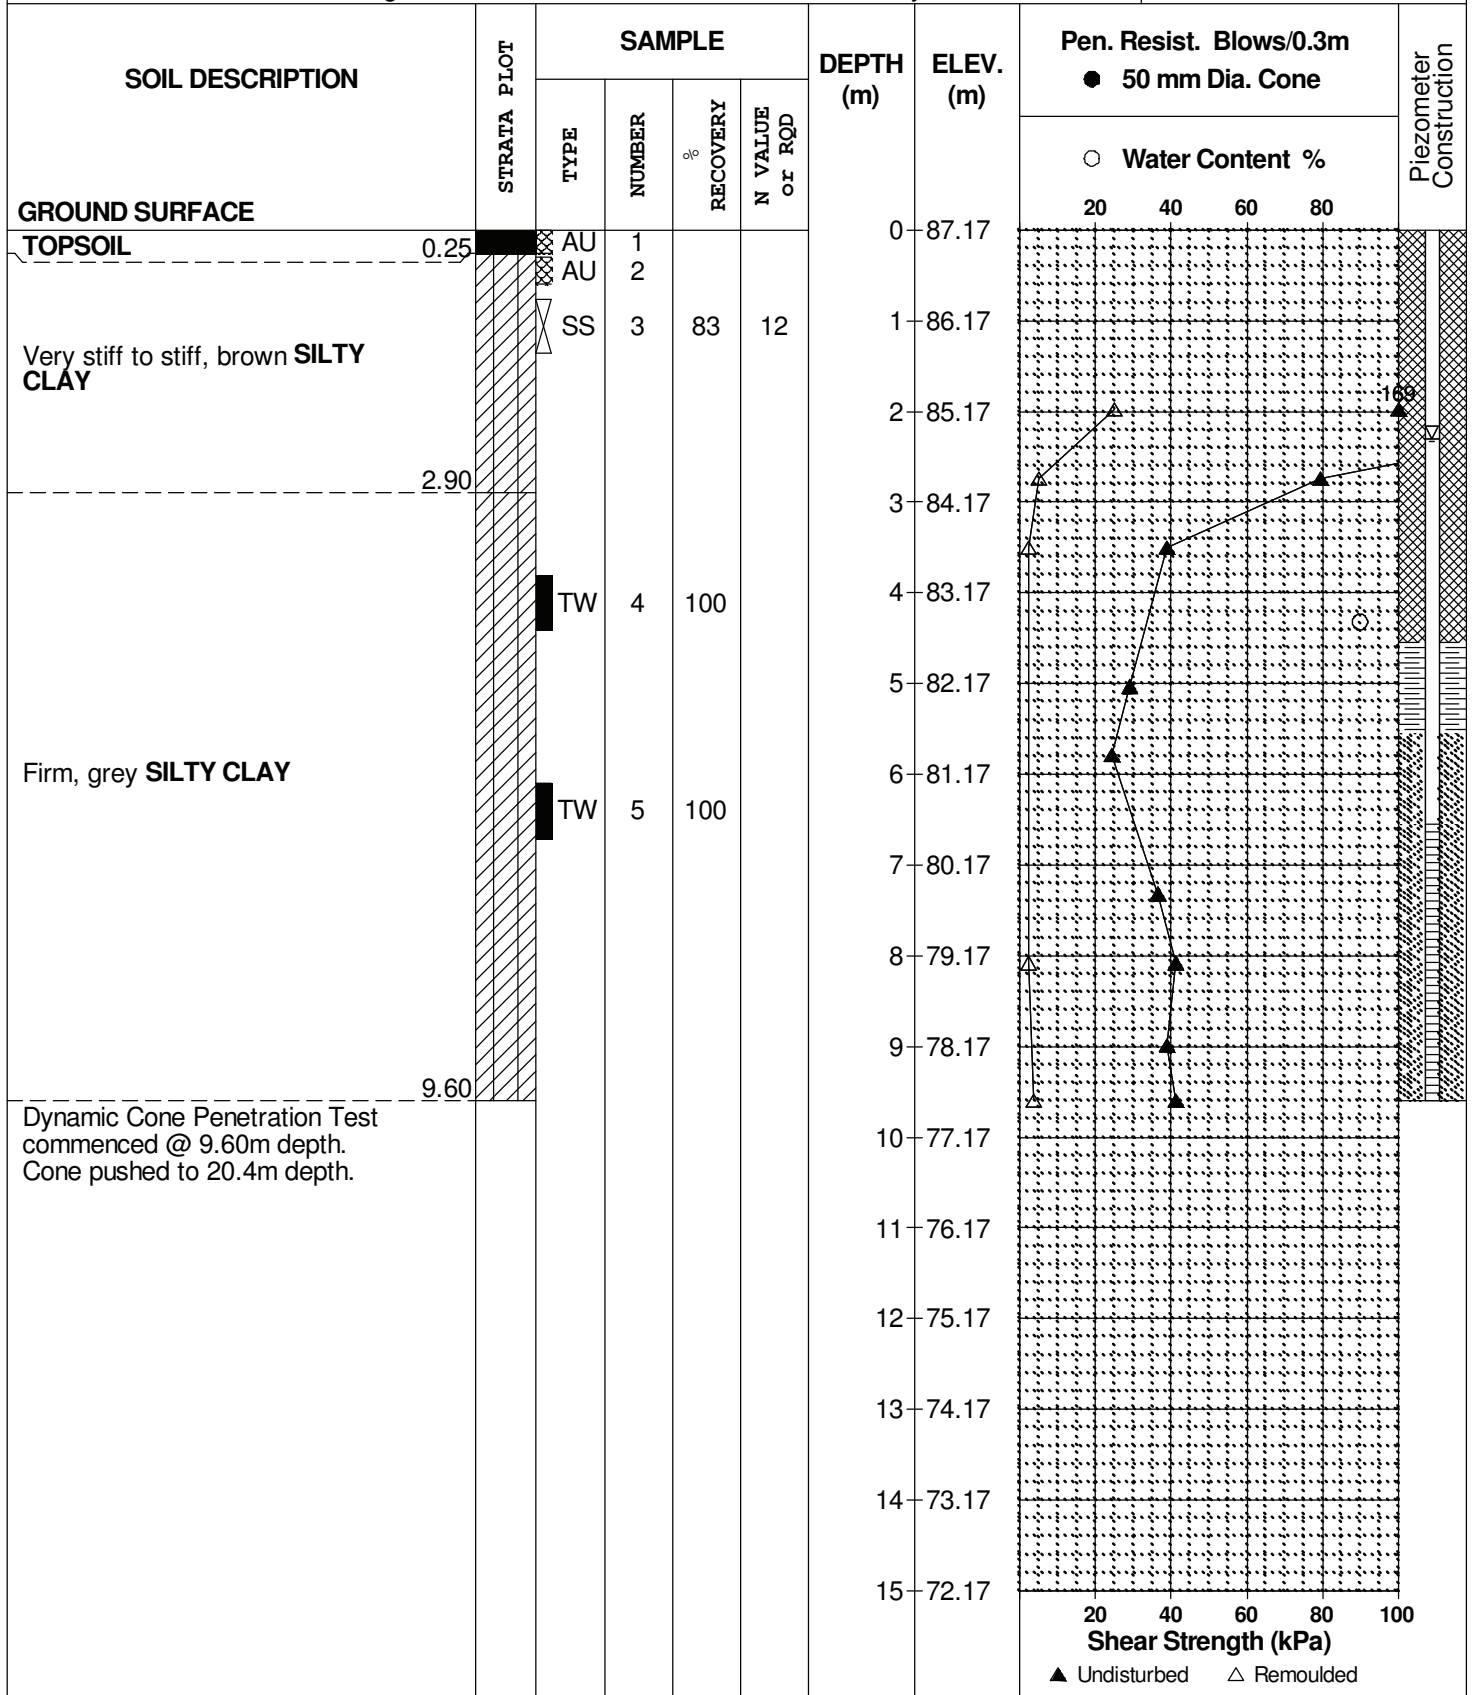 SOIL DESCRIPTION
GROUND SURFACE
STRATA PLOT
SAMPLE
TYPE
NUMBER
% RECOVERY
N VALUE or RQD
DEPTH (m)
ELEV. (m)
Pen. Resist. Blows/0.3m
● 50 mm Dia. Cone
○ Water Content %
20 40 60 80
Piezometer Construction
TOPSOIL 0.25
AU 1
AU 2
SS 3 83 12
Very stiff to stiff, brown SILTY
CLAY
2.90
TW 4 100
Firm, grey SILTY CLAY
TW 5 100
9.60
Dynamic Cone Penetration Test
commenced @ 9.60m depth.
Cone pushed to 20.4m depth.
0 87.17
1 86.17
2 85.17
3 84.17
4 83.17
5 82.17
6 81.17
7 80.17
8 79.17
9 78.17
10 77.17
11 76.17
12 75.17
13 74.17
14 73.17
15 72.17
169
20 40 60 80 100
Shear Strength (kPa)
▲ Undisturbed △ Remoulded